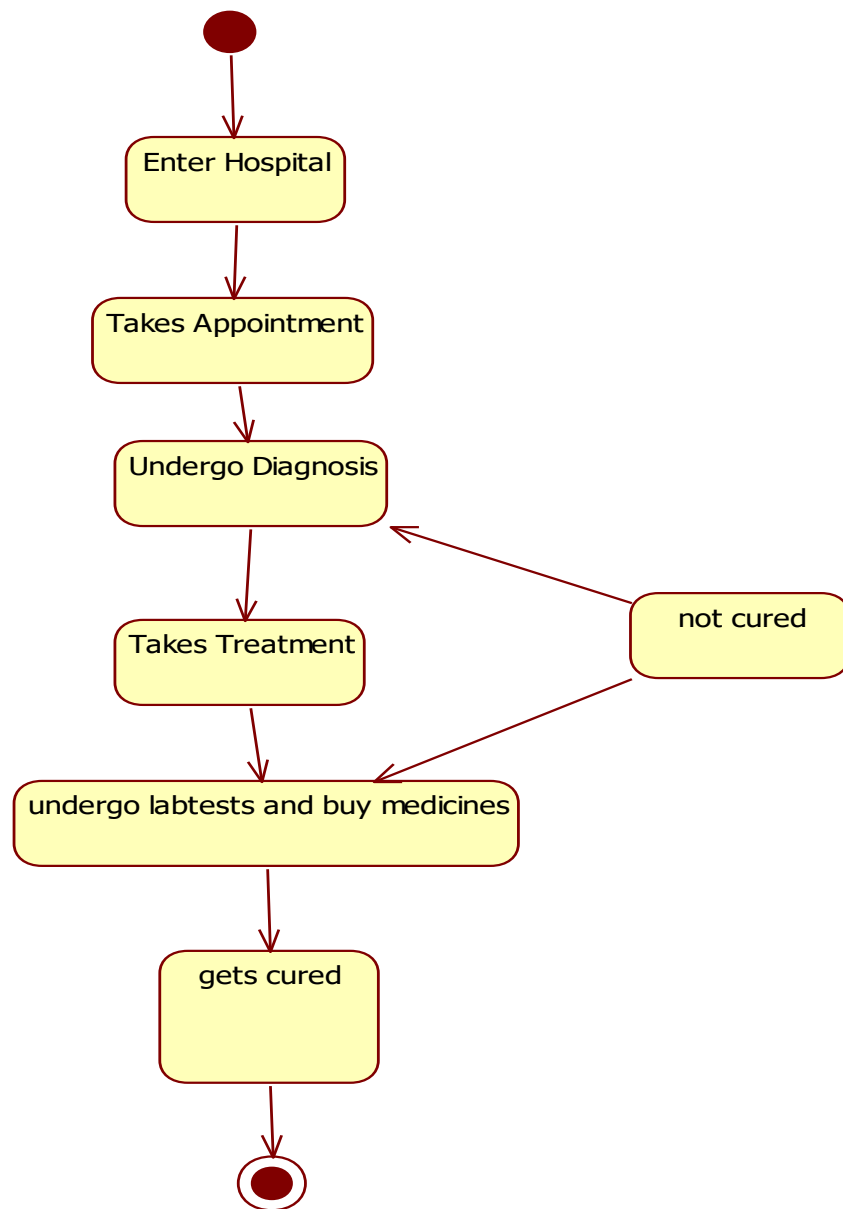 Enter Hospital
Takes Appointment
Undergo Diagnosis
not cured
Takes Treatment
undergo labtests and buy medicines
gets cured